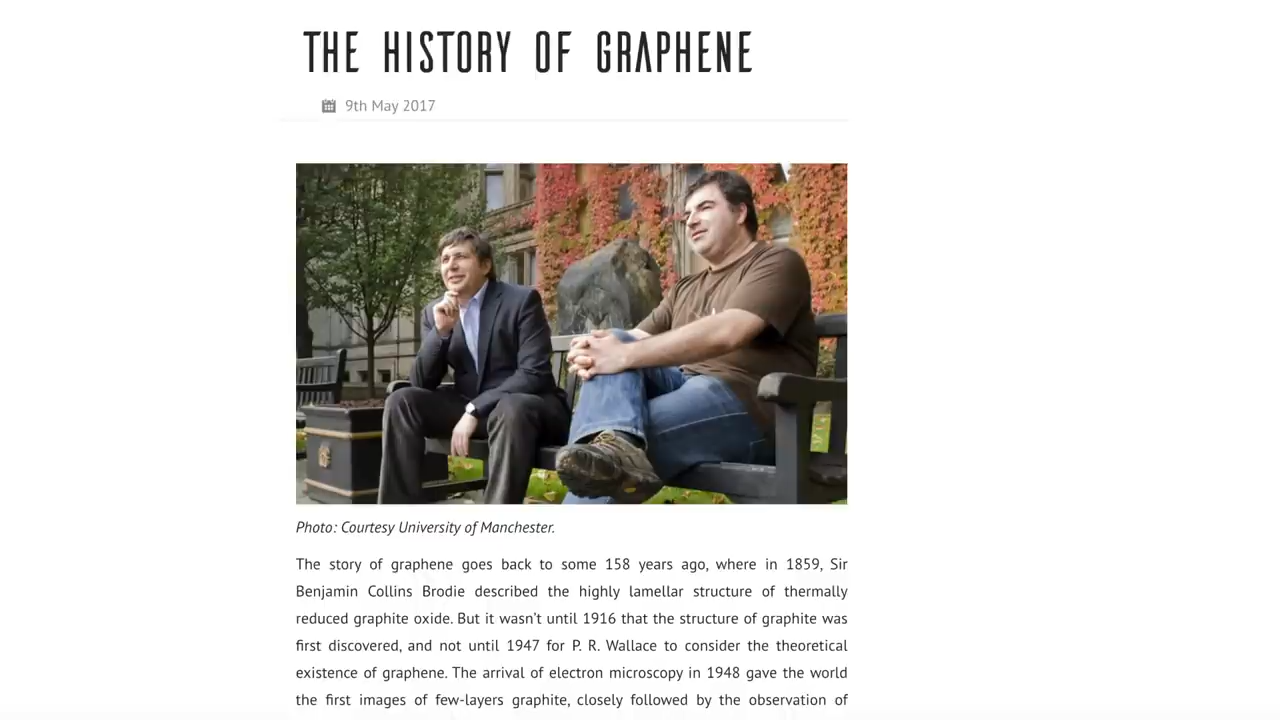 THE HISTORY OF GRAPHENE
9th May 2017
Photo: Courtesy University of Manchester.
The story of graphene goes back to some 158 years ago, where in 1859, Sir
Benjamin Collins Brodie described the highly lamellar structure of thermally
reduced graphite oxide. But it wasn't until 1916 that the structure of graphite was
first discovered, and not until 1947 for P. R. Wallace to consider the theoretical
existence of graphene. The arrival of electron microscopy in 1948 gave the world
the first images of few-layers graphite, closely followed by the observation of